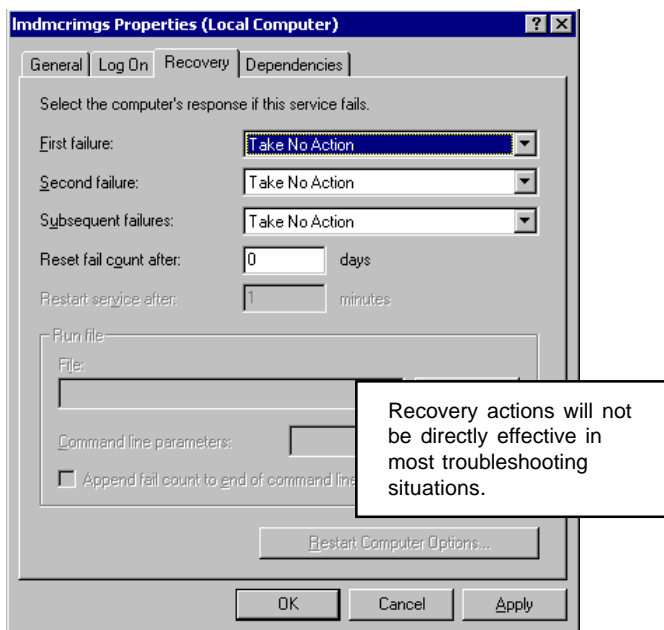 lmdmcrimgs Properties (Local Computer)
General Log On Recovery Dependencies
Select the computer's response if this service fails.
First failure: Take No Action
Second failure: Take No Action
Subsequent failures: Take No Action
Reset fail count after: 0 days
Restart service after: 1 minutes
Run file
File:
Command line parameters:
Append fail count to end of command line
Recovery actions will not
be directly effective in
most troubleshooting
situations.
Restart Computer Options...
OK Cancel Apply